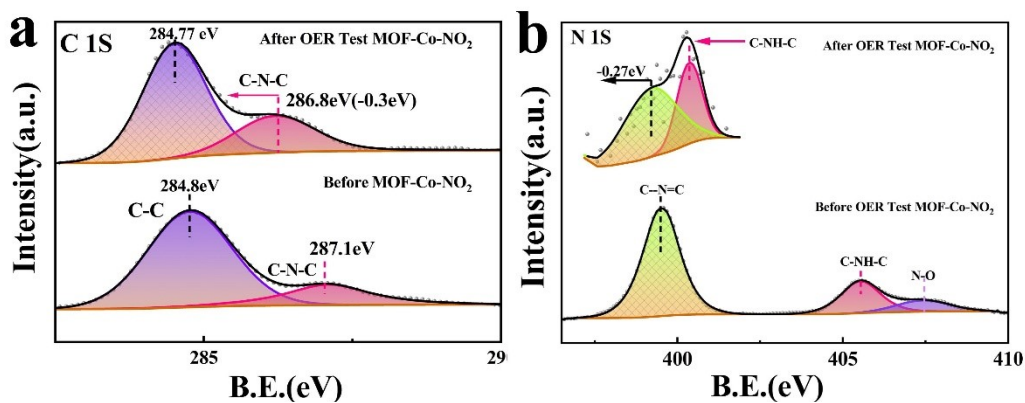 a
C 1S
284.77 eV
After OER Test MOF-Co-NO₂
C-N-C
286.8eV(-0.3eV)
Before MOF-Co-NO₂
284.8eV
C-C
287.1eV
C-N-C
Intensity(a.u.)
285
29
B.E.(eV)
b
N 1S
C-NH-C
After OER Test MOF-Co-NO₂
-0.27eV
C--N=C
Before OER Test MOF-Co-NO₂
C-NH-C
N-O
Intensity(a.u.)
400
405
410
B.E.(eV)